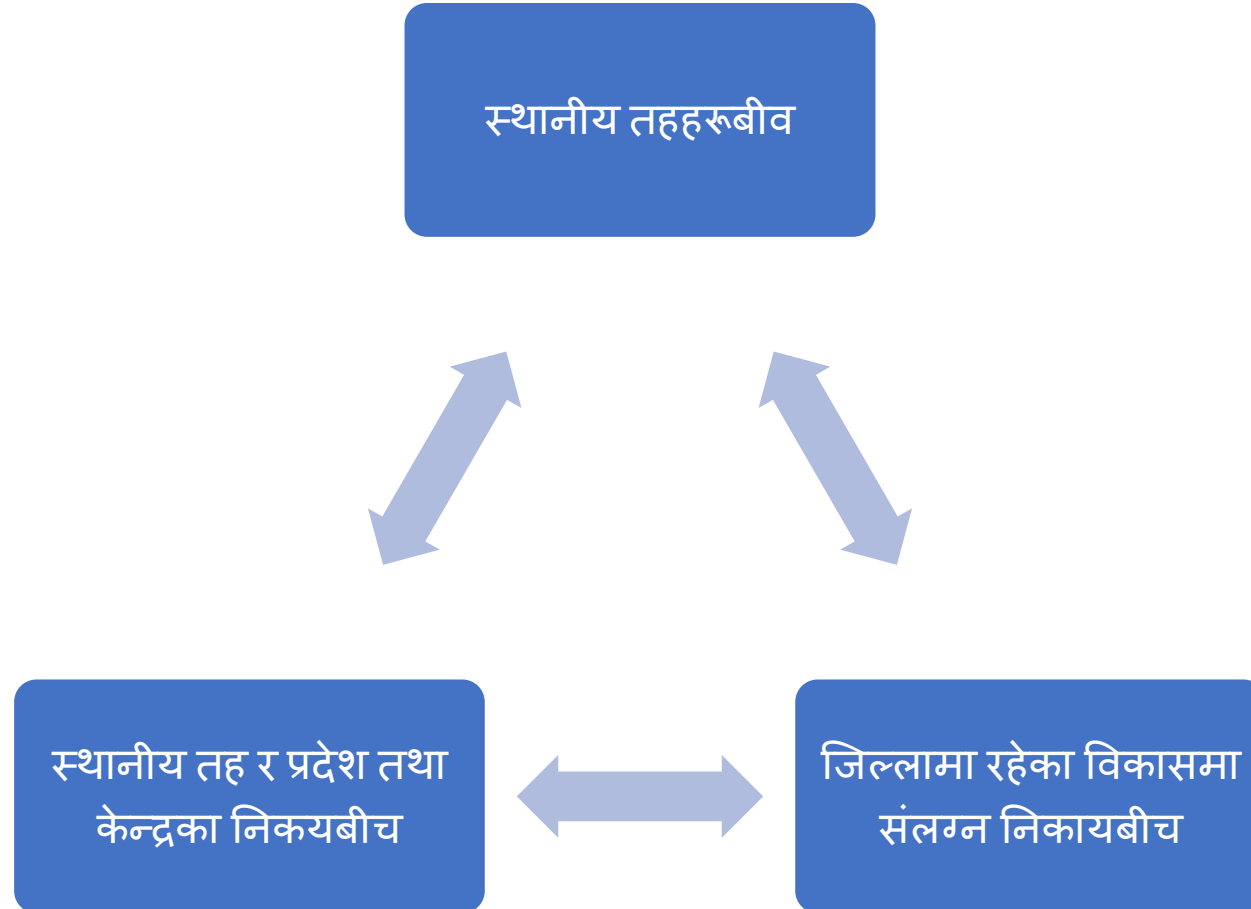 स्थानीय तहहरूबीव
स्थानीय तह र प्रदेश तथा
केन्द्रका निकयबीच
जिल्लामा रहेका विकासमा
संलग्न निकायबीच